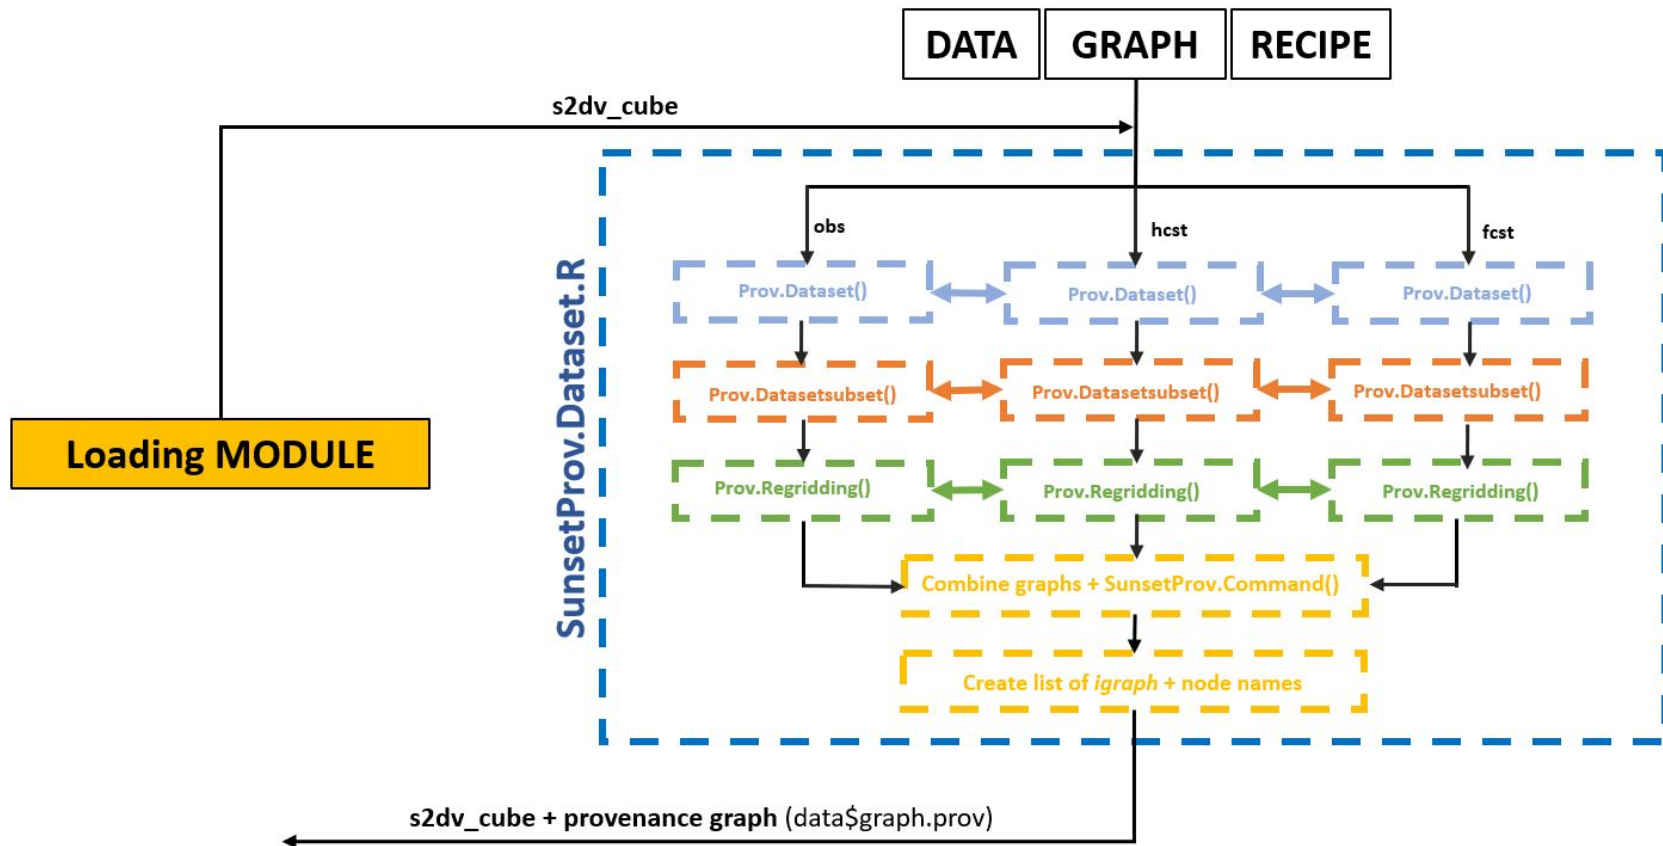 DATA
GRAPH
RECIPE
s2dv_cube
obs
hcst
fcst
SunsetProv.Dataset.R
Prov.Dataset()
Prov.Dataset()
Prov.Dataset()
Prov.Datasetsubset()
Prov.Datasetsubset()
Prov.Datasetsubset()
Loading MODULE
Prov.Regridding()
Prov.Regridding()
Prov.Regridding()
Combine graphs + SunsetProv.Command()
Create list of igraph + node names
s2dv_cube + provenance graph (data$graph.prov)